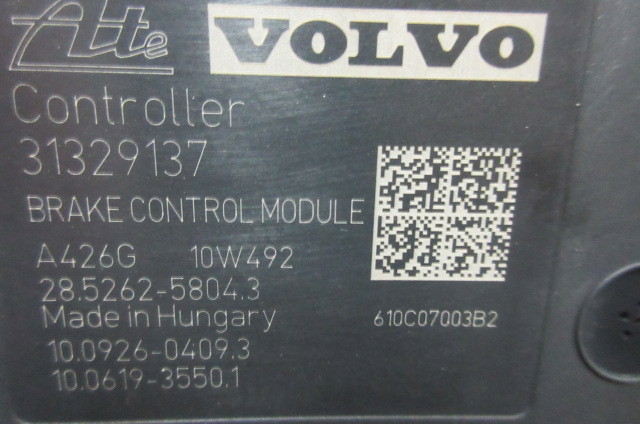 Ate VOLVO
Controller
31329137
BRAKE CONTROL MODULE
A426G 10W492
28.5262-5804.3
Made in Hungary 610C07003B2
10.0926-0409.3
10.0619-3550.1